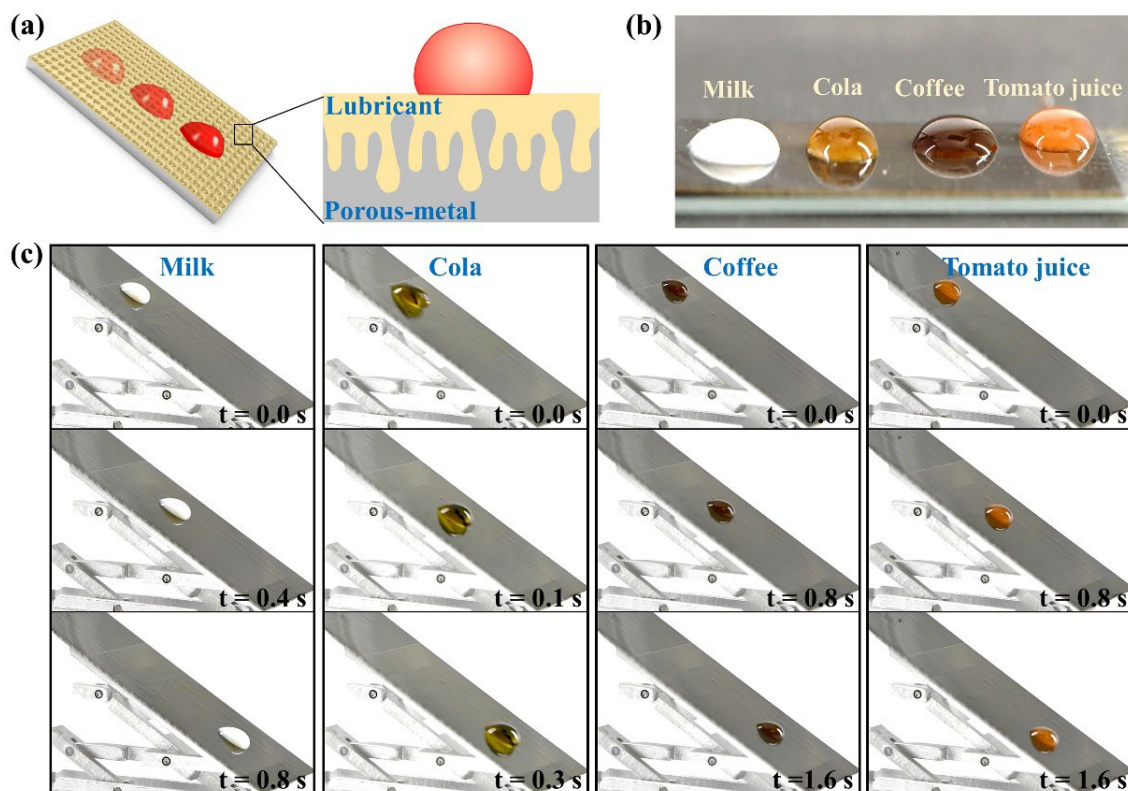 (a)
Lubricant
Porous-metal
(b)
Milk Cola Coffee Tomato juice
(c)
Milk Cola Coffee Tomato juice
t = 0.0 s t = 0.0 s t = 0.0 s t = 0.0 s
t = 0.4 s t = 0.1 s t = 0.8 s t = 0.8 s
t = 0.8 s t = 0.3 s t =1.6 s t = 1.6 s